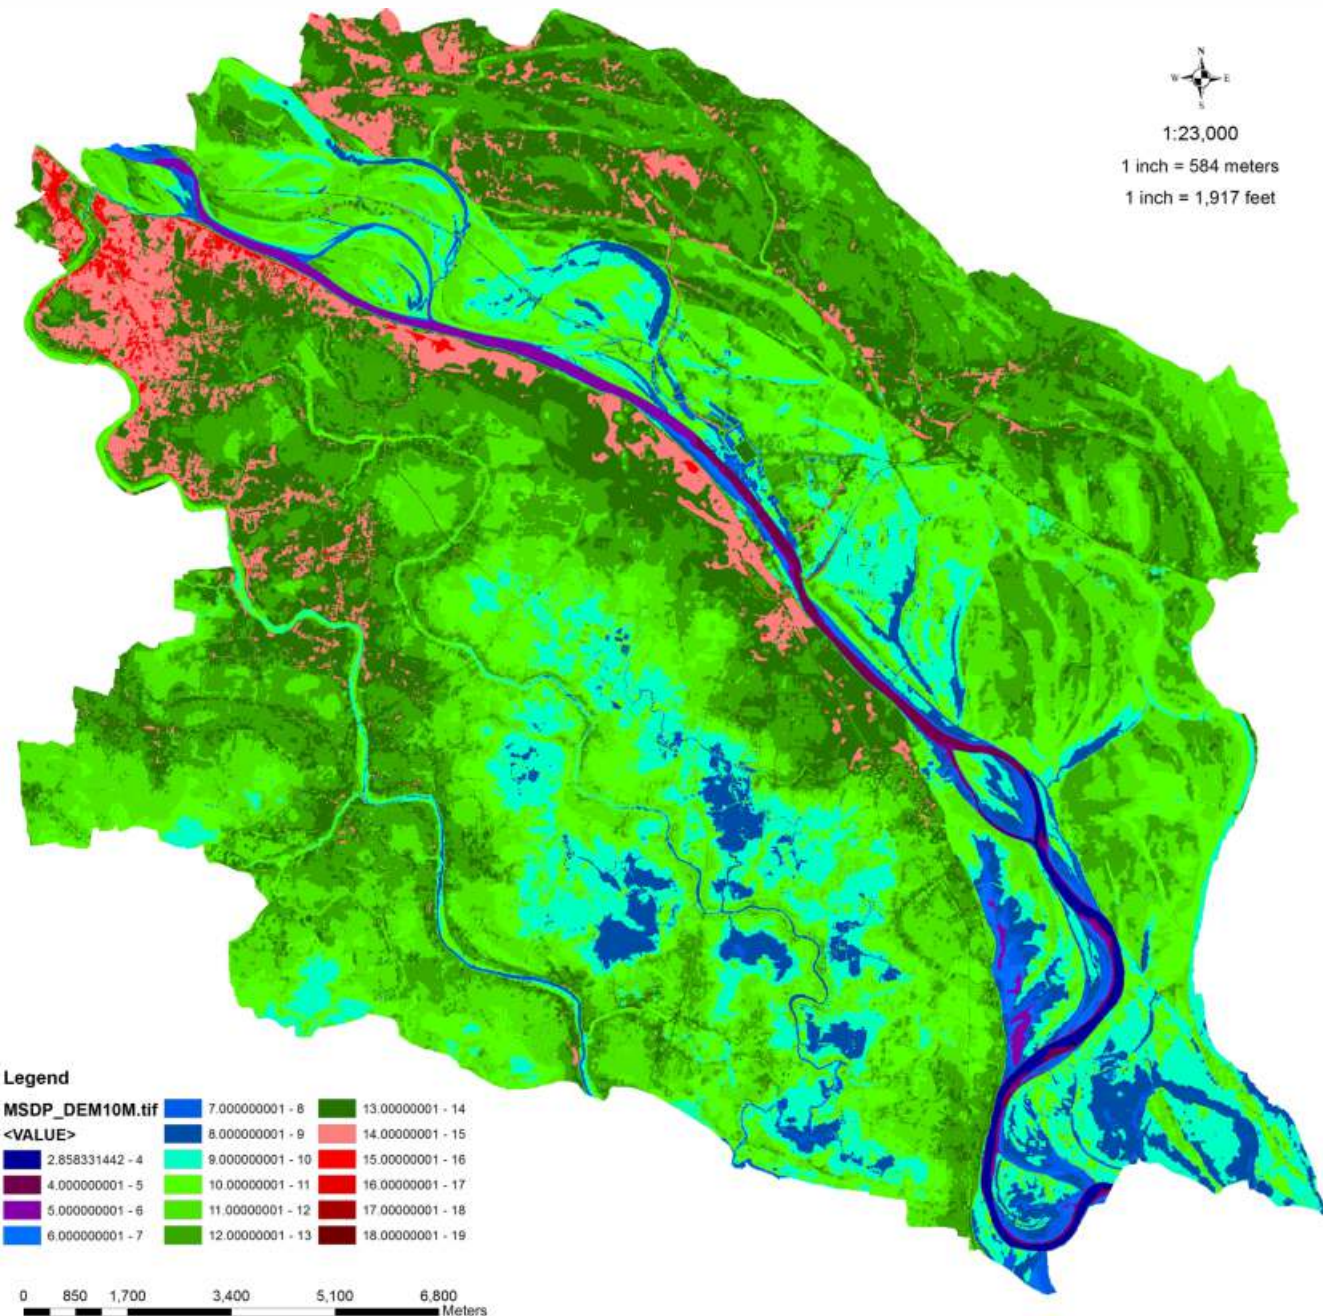 N
W E
S
1:23,000
1 inch = 584 meters
1 inch = 1,917 feet
Legend
MSDP_DEM10M.tif
<VALUE>
2.858331442 - 4
4.000000001 - 5
5.000000001 - 6
6.000000001 - 7
7.000000001 - 8
8.000000001 - 9
9.000000001 - 10
10.00000001 - 11
11.00000001 - 12
12.00000001 - 13
13.00000001 - 14
14.00000001 - 15
15.00000001 - 16
16.00000001 - 17
17.00000001 - 18
18.00000001 - 19
0 850 1,700 3,400 5,100 6,800
Meters